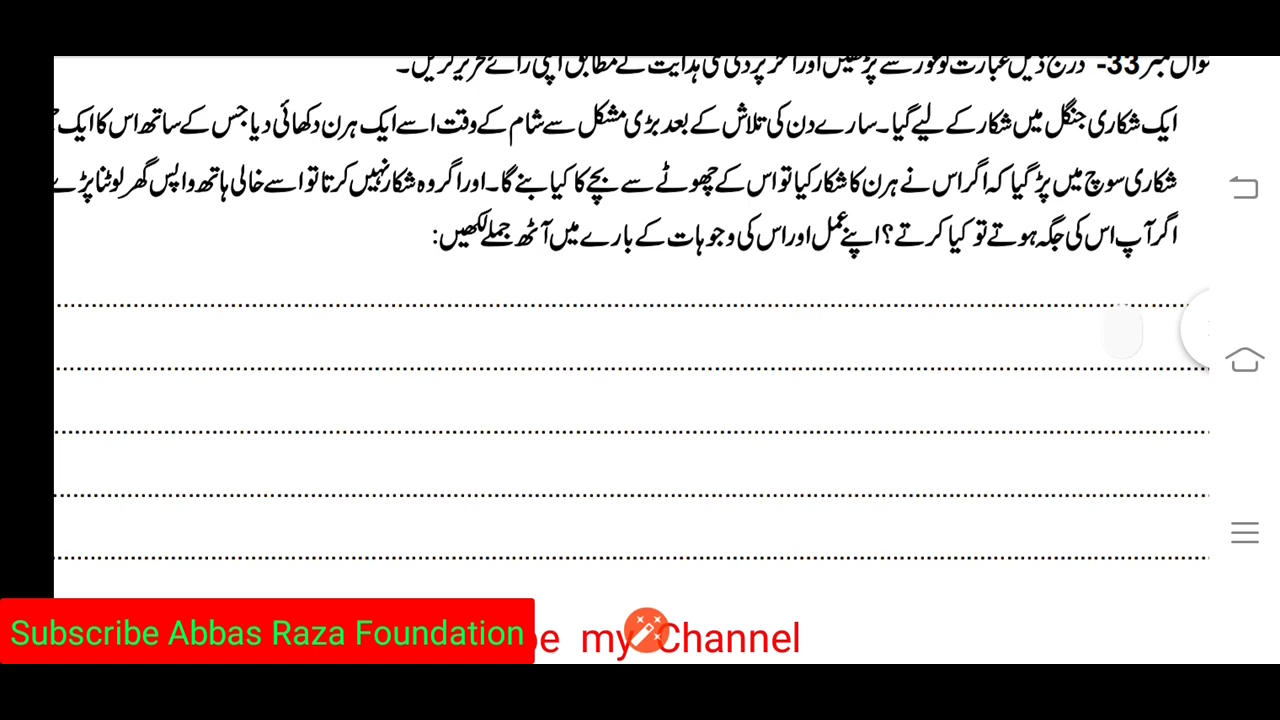 سوال نمبر 33- درج ذیل عبارت کو غور سے پڑھیں اور آخر پر دی گئی ہدایت کے مطابق اپنی رائے تحریر کریں۔
ایک شکاری جنگل میں شکار کے لیے گیا۔ سارے دن کی تلاش کے بعد بڑی مشکل سے شام کے وقت اسے ایک ہرن دکھائی دیا جس کے ساتھ اس کا ایک
شکاری سوچ میں پڑ گیا کہ اگر اس نے ہرن کا شکار کیا تو اس کے چھوٹے سے بچے کا کیا بنے گا۔ اور اگر وہ شکار نہیں کرتا تو اسے خالی ہاتھ واپس گھر لوٹنا پڑے
اگر آپ اس کی جگہ ہوتے تو کیا کرتے؟ اپنے عمل اور اس کی وجوہات کے بارے میں آٹھ جملے لکھیں:
Subscribe Abbas Raza Foundation
my Channel